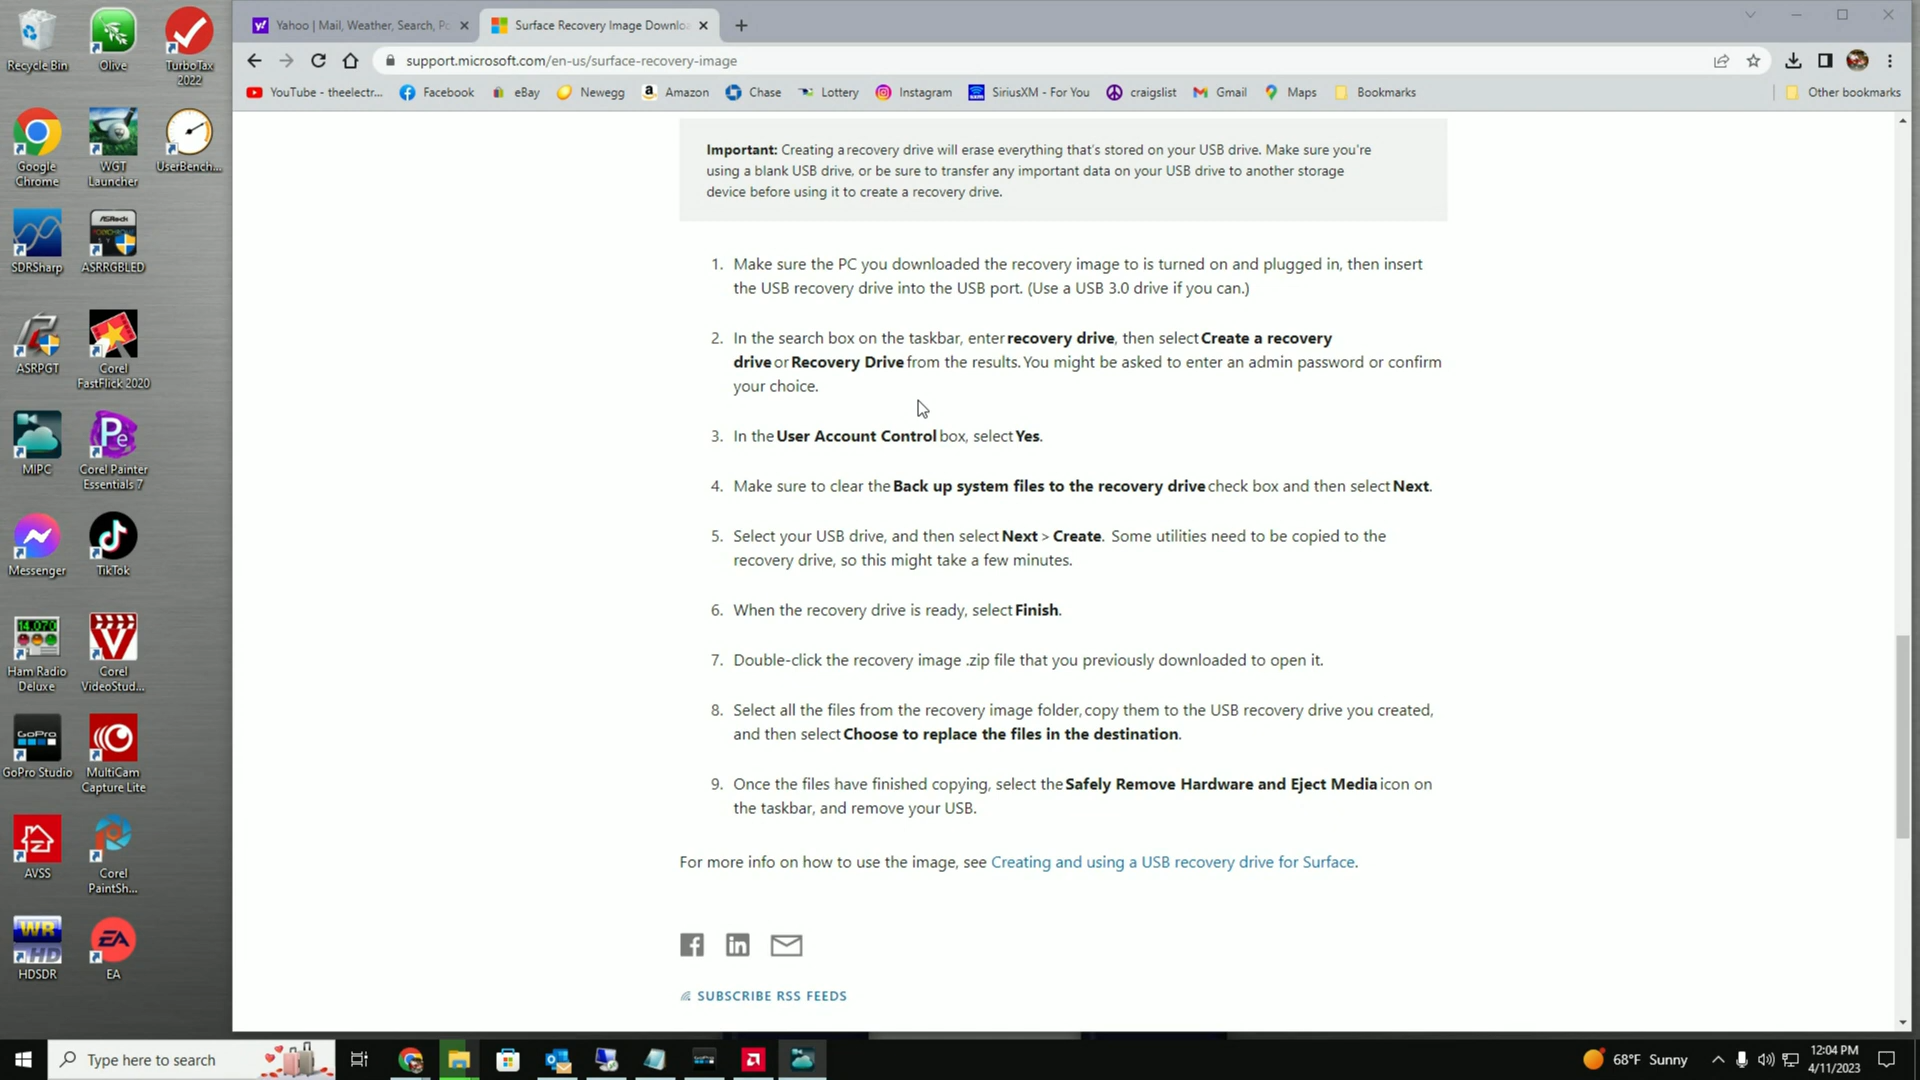 Yahoo | Mail, Weather, Search, Po
Surface Recovery Image Downlo
support.microsoft.com/en-us/surface-recovery-image
YouTube - theelectr...
Facebook
eBay
Newegg
Amazon
Chase
Lottery
Instagram
SiriusXM - For You
craigslist
Gmail
Maps
Bookmarks
Other bookmarks
Recycle Bin
Olive
TurboTax
2022
Google
Chrome
WGT
Launcher
UserBench...
SDRSharp
ASRRGBLED
ASRPGT
Corel
FastFlick 2020
MIPC
Corel Painter
Essentials 7
Messenger
TikTok
14.070
Ham Radio
Deluxe
Corel
VideoStud...
GoPro
GoPro Studio
MultiCam
Capture Lite
AVSS
Corel
PaintSh...
HDSDR
EA
EA
Important: Creating a recovery drive will erase everything that's stored on your USB drive. Make sure you're
using a blank USB drive, or be sure to transfer any important data on your USB drive to another storage
device before using it to create a recovery drive.
1. Make sure the PC you downloaded the recovery image to is turned on and plugged in, then insert
the USB recovery drive into the USB port. (Use a USB 3.0 drive if you can.)
2. In the search box on the taskbar, enter recovery drive, then select Create a recovery
drive or Recovery Drive from the results. You might be asked to enter an admin password or confirm
your choice.
3. In the User Account Control box, select Yes.
4. Make sure to clear the Back up system files to the recovery drive check box and then select Next.
5. Select your USB drive, and then select Next > Create. Some utilities need to be copied to the
recovery drive, so this might take a few minutes.
6. When the recovery drive is ready, select Finish.
7. Double-click the recovery image .zip file that you previously downloaded to open it.
8. Select all the files from the recovery image folder, copy them to the USB recovery drive you created,
and then select Choose to replace the files in the destination.
9. Once the files have finished copying, select the Safely Remove Hardware and Eject Media icon on
the taskbar, and remove your USB.
For more info on how to use the image, see Creating and using a USB recovery drive for Surface.
SUBSCRIBE RSS FEEDS
Type here to search
68°F Sunny
12:04 PM
4/11/2023